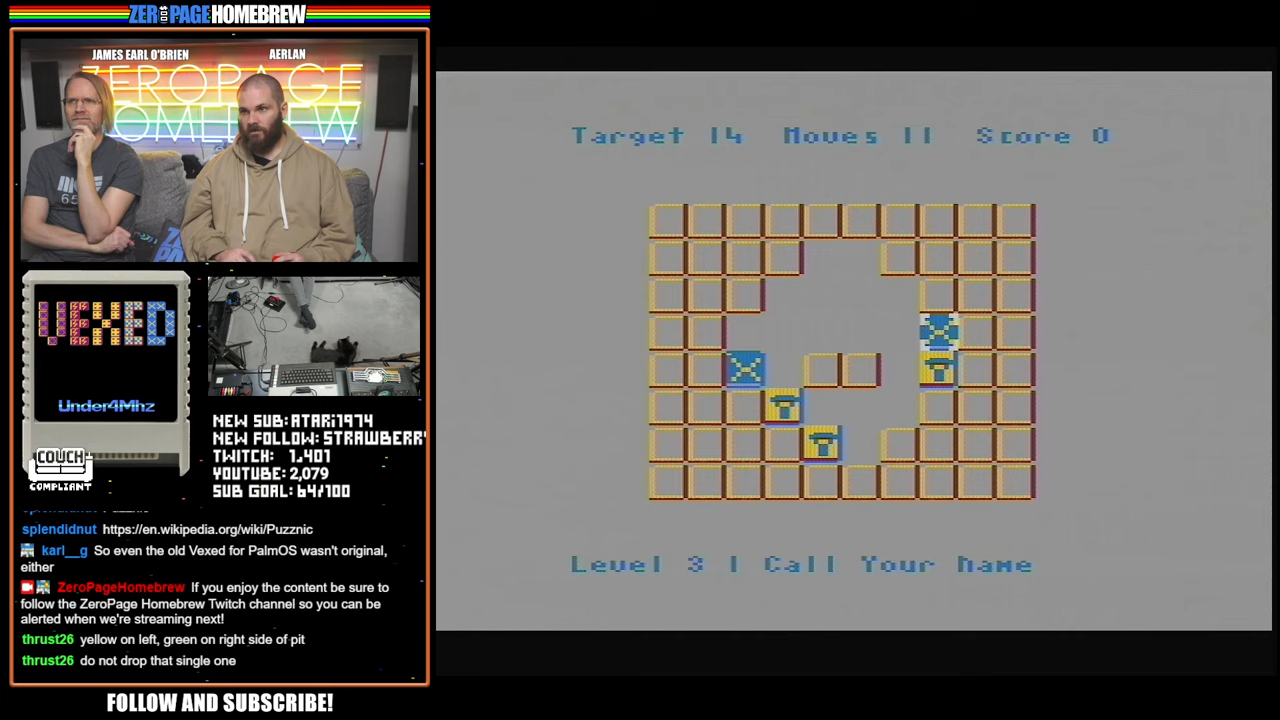 ZEROPAGE HOMEBREW
JAMES EARL O'BRIEN
AERLAN
ZEROPAGE
HOMEBREW
Target 14 Moves 11 Score 0
VEXED
Under4Mhz
COUCH
COMPLIANT
NEW SUB: ATARI1974
NEW FOLLOW: STRAWBERRY
TWITCH: 1,401
YOUTUBE: 2,079
SUB GOAL: 64/100
splendidnut https://en.wikipedia.org/wiki/Puzznic
karl__g So even the old Vexed for PalmOS wasn't original,
either
ZeroPageHomebrew If you enjoy the content be sure to
follow the ZeroPage Homebrew Twitch channel so you can be
alerted when we're streaming next!
thrust26 yellow on left, green on right side of pit
thrust26 do not drop that single one
Level 3 I Call Your name
FOLLOW AND SUBSCRIBE!